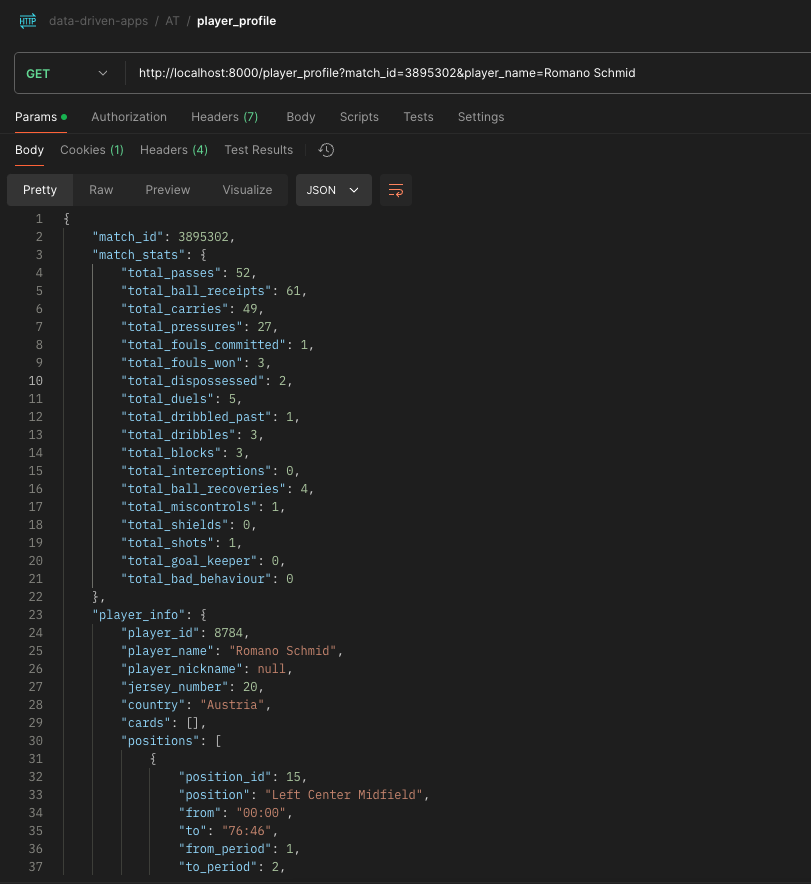 HTTP data-driven-apps / AT / player_profile
GET http://localhost:8000/player_profile?match_id=3895302&player_name=Romano Schmid
Params Authorization Headers (7) Body Scripts Tests Settings
Body Cookies (1) Headers (4) Test Results
Pretty Raw Preview Visualize JSON
1 {
2 "match_id": 3895302,
3 "match_stats": {
4 "total_passes": 52,
5 "total_ball_receipts": 61,
6 "total_carries": 49,
7 "total_pressures": 27,
8 "total_fouls_committed": 1,
9 "total_fouls_won": 3,
10 "total_dispossessed": 2,
11 "total_duels": 5,
12 "total_dribbled_past": 1,
13 "total_dribbles": 3,
14 "total_blocks": 3,
15 "total_interceptions": 0,
16 "total_ball_recoveries": 4,
17 "total_miscontrols": 1,
18 "total_shields": 0,
19 "total_shots": 1,
20 "total_goal_keeper": 0,
21 "total_bad_behaviour": 0
22 },
23 "player_info": {
24 "player_id": 8784,
25 "player_name": "Romano Schmid",
26 "player_nickname": null,
27 "jersey_number": 20,
28 "country": "Austria",
29 "cards": [],
30 "positions": [
31 {
32 "position_id": 15,
33 "position": "Left Center Midfield",
34 "from": "00:00",
35 "to": "76:46",
36 "from_period": 1,
37 "to_period": 2,